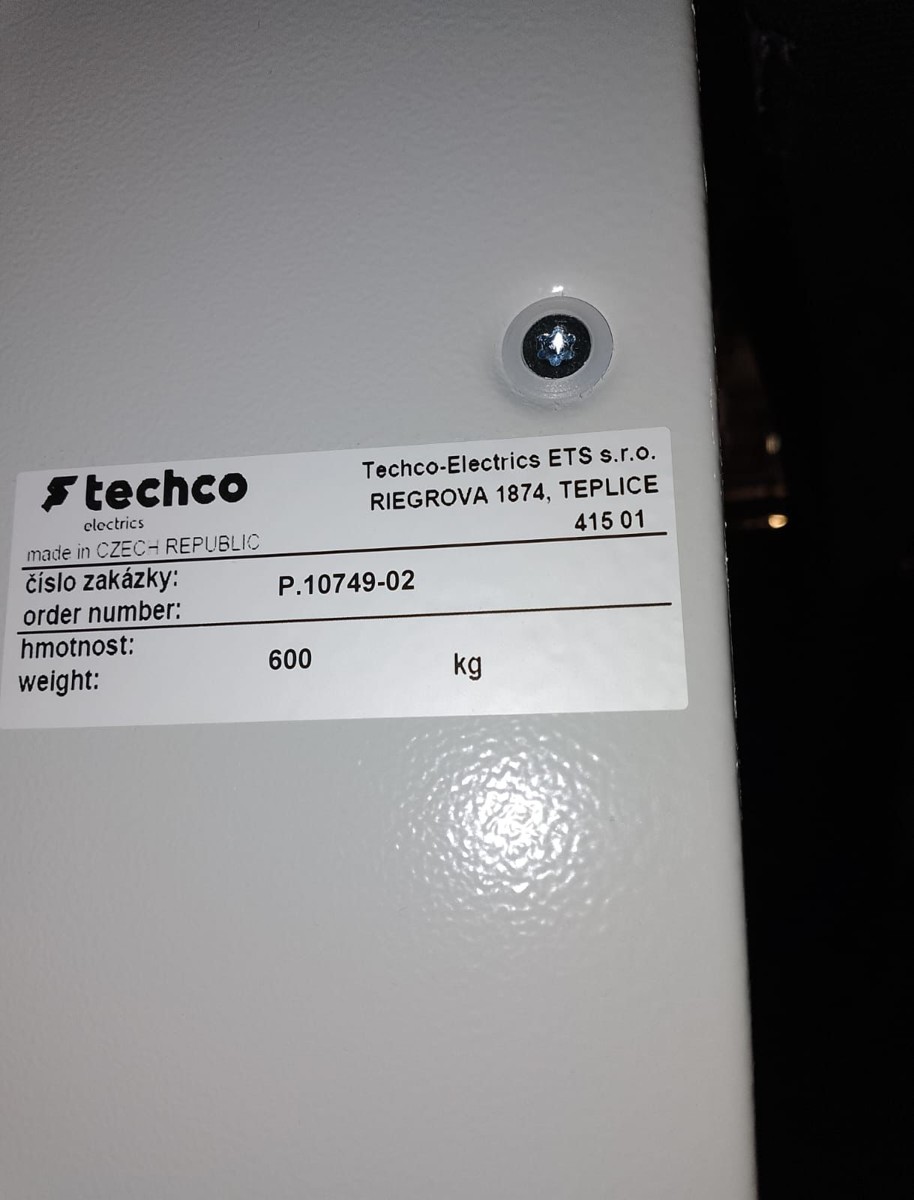 techco
electrics
made in CZECH REPUBLIC
Techco-Electrics ETS s.r.o.
RIEGROVA 1874, TEPLICE
415 01
číslo zakázky:
order number:
P.10749-02
hmotnost:
weight:
600 kg